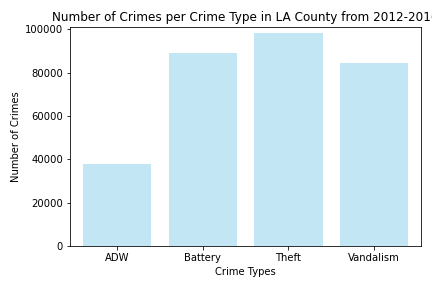 Number of Crimes per Crime Type in LA County from 2012-201
100000
80000
60000
40000
20000
0
Number of Crimes
ADW Battery Theft Vandalism
Crime Types